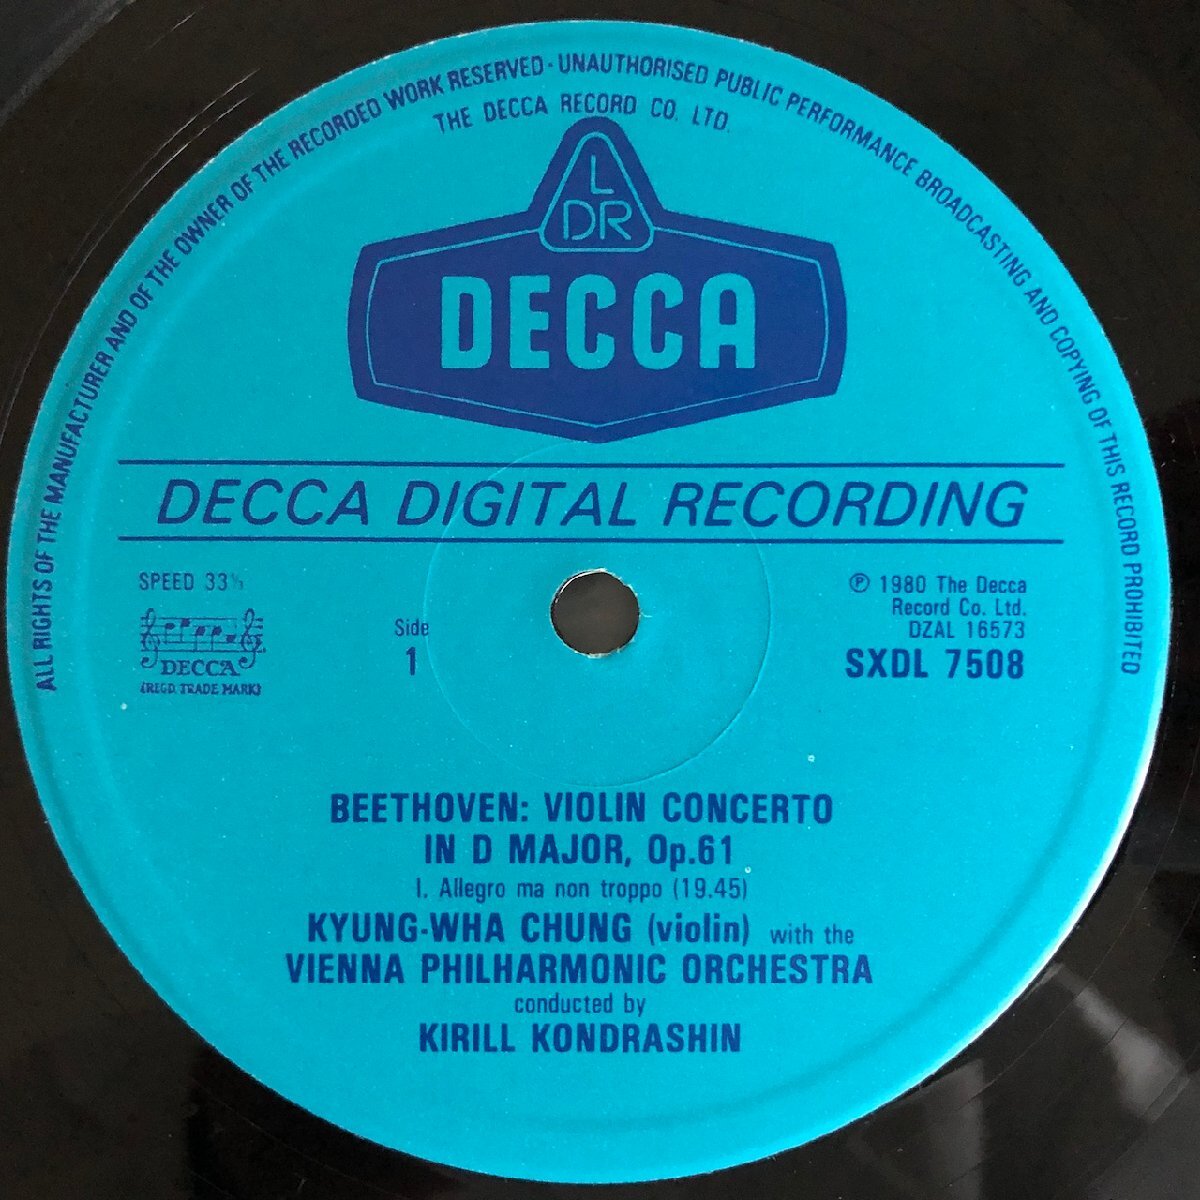 ALL RIGHTS OF THE MANUFACTURER AND OF THE OWNER OF THE RECORDED WORK RESERVED · UNAUTHORISED PUBLIC PERFORMANCE BROADCASTING AND COPYING OF THIS RECORD PROHIBITED
THE DECCA RECORD CO. LTD.
L
DR
DECCA
DECCA DIGITAL RECORDING
SPEED 33⅓
DECCA
(REGD. TRADE MARK)
Side
1
℗ 1980 The Decca
Record Co. Ltd.
DZAL 16573
SXDL 7508
BEETHOVEN: VIOLIN CONCERTO
IN D MAJOR, Op.61
I. Allegro ma non troppo (19.45)
KYUNG-WHA CHUNG (violin) with the
VIENNA PHILHARMONIC ORCHESTRA
conducted by
KIRILL KONDRASHIN